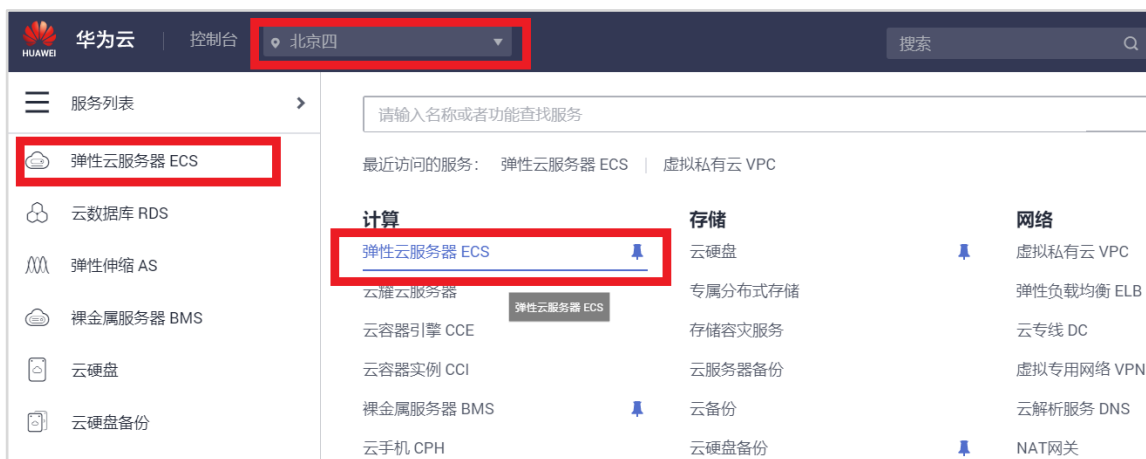 HUAWEI 华为云 控制台 北京四 搜索
服务列表
请输入名称或者功能查找服务
弹性云服务器 ECS
最近访问的服务： 弹性云服务器 ECS 虚拟私有云 VPC
云数据库 RDS
弹性伸缩 AS
裸金属服务器 BMS
云硬盘
云硬盘备份
计算
弹性云服务器 ECS
云耀云服务器
弹性云服务器 ECS
云容器引擎 CCE
云容器实例 CCI
裸金属服务器 BMS
云手机 CPH
存储
云硬盘
专属分布式存储
存储容灾服务
云服务器备份
云备份
云硬盘备份
网络
虚拟私有云 VPC
弹性负载均衡 ELB
云专线 DC
虚拟专用网络 VPN
云解析服务 DNS
NAT网关